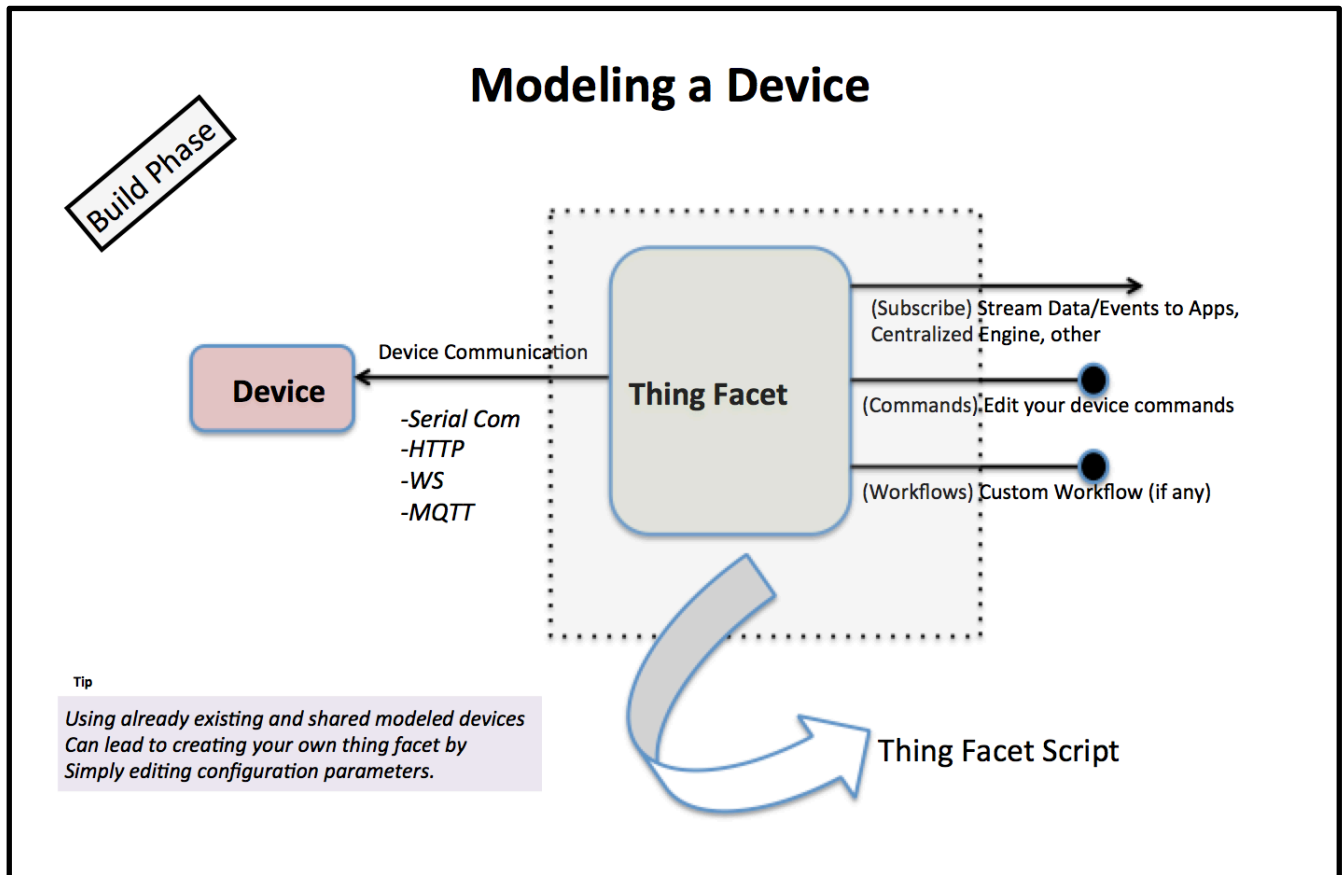 Modeling a Device
Build Phase
(Subscribe) Stream Data/Events to Apps,
Centralized Engine, other
Device Communication
Device
Thing Facet
(Commands) Edit your device commands
-Serial Com
-HTTP
-WS
-MQTT
(Workflows) Custom Workflow (if any)
Tip
Using already existing and shared modeled devices
Can lead to creating your own thing facet by
Simply editing configuration parameters.
Thing Facet Script